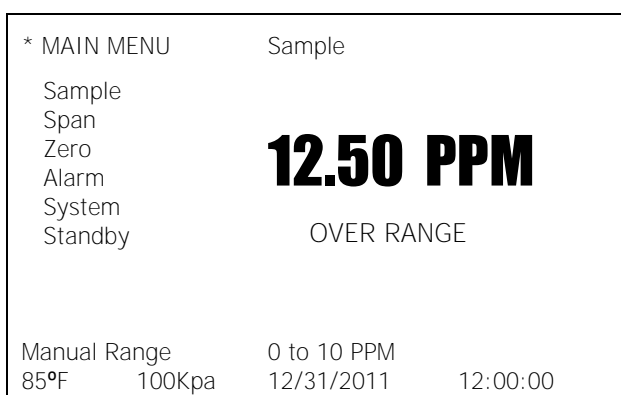 * MAIN MENU Sample
Sample
Span
Zero
Alarm
System
Standby
12.50 PPM
OVER RANGE
Manual Range 0 to 10 PPM
85ºF 100Kpa 12/31/2011 12:00:00